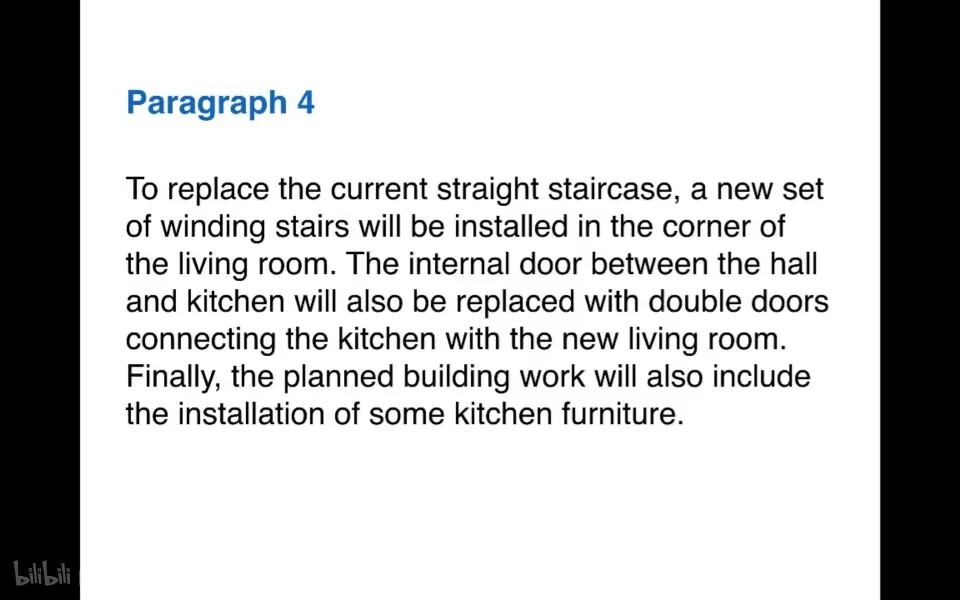 Paragraph 4
To replace the current straight staircase, a new set
of winding stairs will be installed in the corner of
the living room. The internal door between the hall
and kitchen will also be replaced with double doors
connecting the kitchen with the new living room.
Finally, the planned building work will also include
the installation of some kitchen furniture.
bilibili